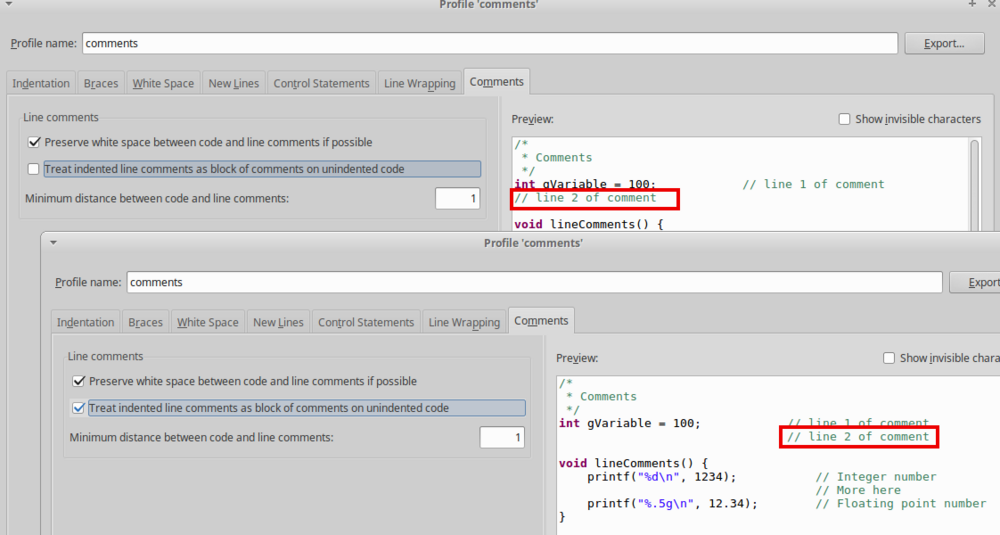 Profile 'comments'
Profile name: comments Export...
Indentation Braces White Space New Lines Control Statements Line Wrapping Comments
Line comments
Preserve white space between code and line comments if possible
Treat indented line comments as block of comments on unindented code
Minimum distance between code and line comments: 1
Preview: Show invisible characters
/*
* Comments
*/
int gVariable = 100; // line 1 of comment
// line 2 of comment
void lineComments() {
Profile 'comments'
Profile name: comments Export
Indentation Braces White Space New Lines Control Statements Line Wrapping Comments
Line comments
Preserve white space between code and line comments if possible
Treat indented line comments as block of comments on unindented code
Minimum distance between code and line comments: 1
Preview: Show invisible chara
/*
* Comments
*/
int gVariable = 100; // line 1 of comment
// line 2 of comment
void lineComments() {
printf("%d\n", 1234); // Integer number
// More here
printf("%.5g\n", 12.34); // Floating point number
}